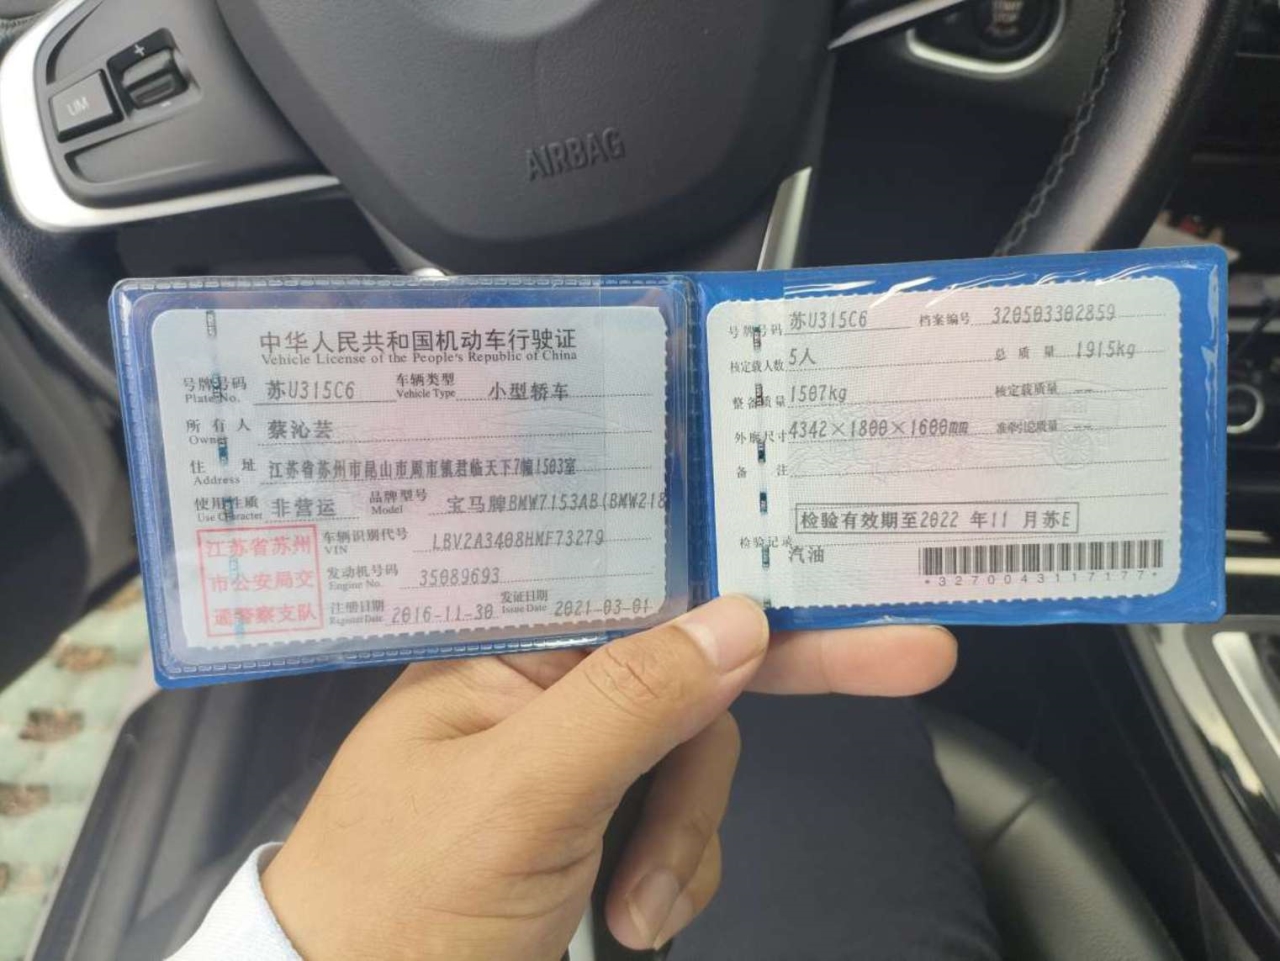 LIM
+
START
STOP
AIRBAG
中华人民共和国机动车行驶证
Vehicle License of the People's Republic of China
号牌号码 苏U315C6 车辆类型 小型轿车
Plate No. Vehicle Type
所有人 蔡沁芸
Owner
住址 江苏省苏州市昆山市周市镇君临天下7幢1503室
Address
使用性质 非营运 品牌型号 宝马牌BMW7153AB(BMW218
Use Character Model
江苏省苏州
市公安局交
通警察支队
车辆识别代号 LBV2A3408HMF73279
VIN
发动机号码 35089693
Engine No.
注册日期 2016-11-30 发证日期 2021-03-01
Register Date Issue Date
号牌号码 苏U315C6 档案编号 320503302859
核定载人数 5人 总质量 1915kg
整备质量 1507kg 核定载质量 --
外廓尺寸 4342×1800×1600mm 准牵引总质量 --
备注
检验有效期至2022年11月苏E
检验记录
汽油
*3270043117177*